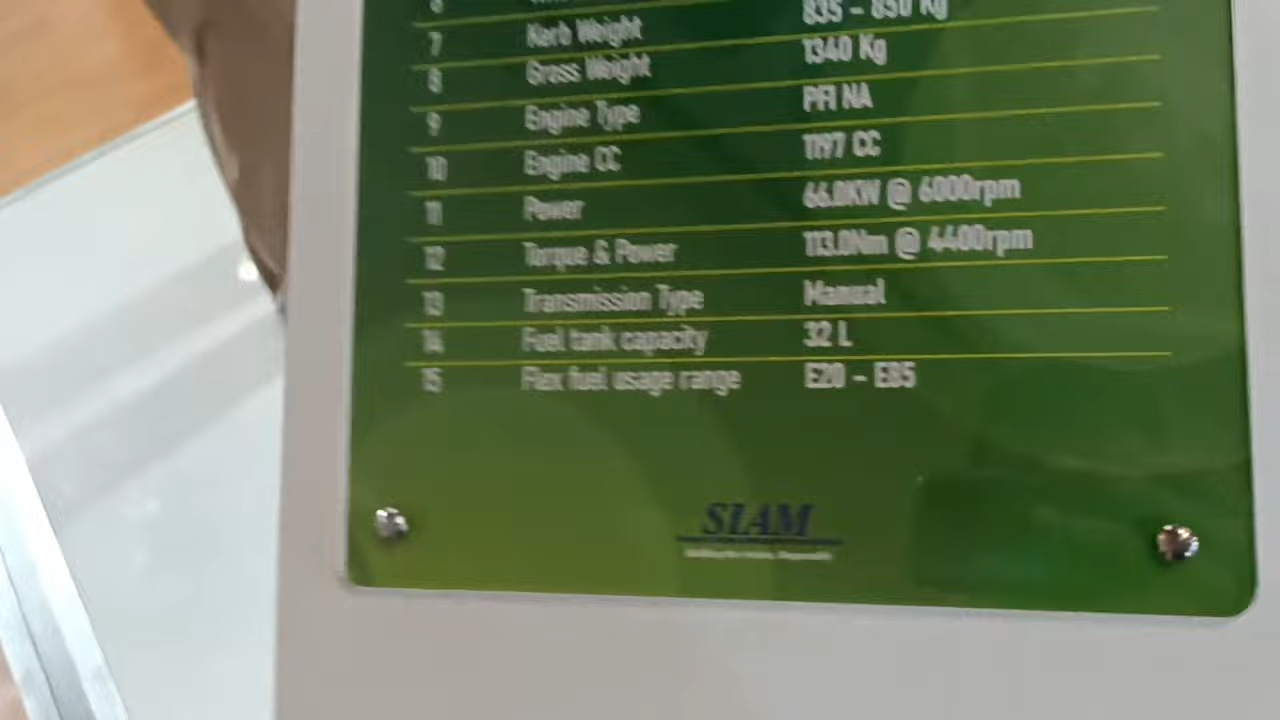 7 Kerb Weight 835 - 850 Kg
8 Gross Weight 1340 Kg
9 Engine Type PFI NA
10 Engine CC 1197 CC
11 Power 66.0KW @ 6000rpm
12 Torque & Power 113.0Nm @ 4400rpm
13 Transmission Type Manual
14 Fuel tank capacity 32 L
15 Flex fuel usage range E20 - E85
SIAM